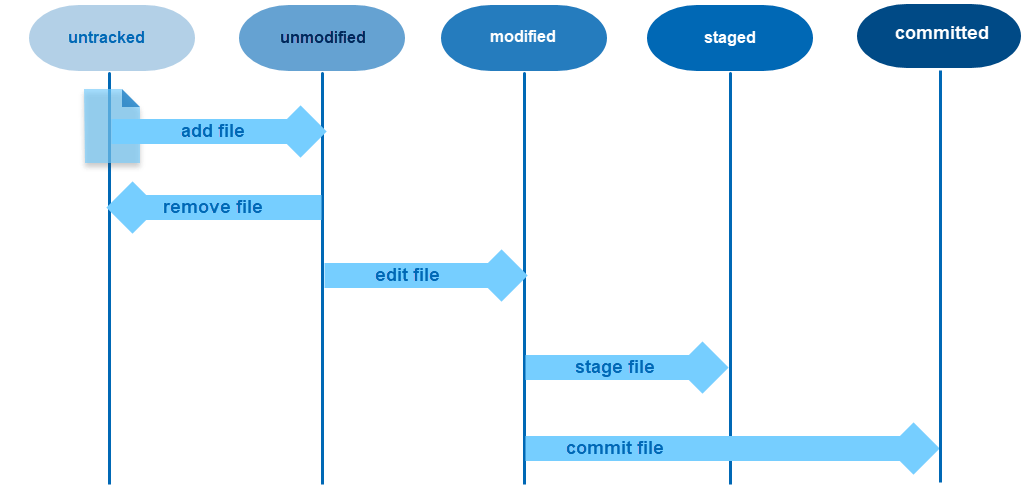 untracked
unmodified
modified
staged
committed
add file
remove file
edit file
stage file
commit file